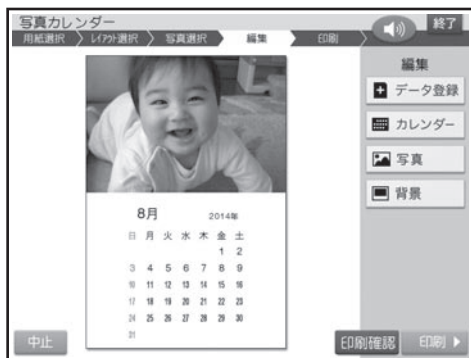 写真カレンダー
終了
用紙選択 レイアウト選択 写真選択 編集 印刷
編集
データ登録
カレンダー
写真
背景
8月 2014年
日 月 火 水 木 金 土
1 2
3 4 5 6 7 8 9
10 11 12 13 14 15 16
17 18 19 20 21 22 23
24 25 26 27 28 29 30
31
中止
印刷確認 印刷